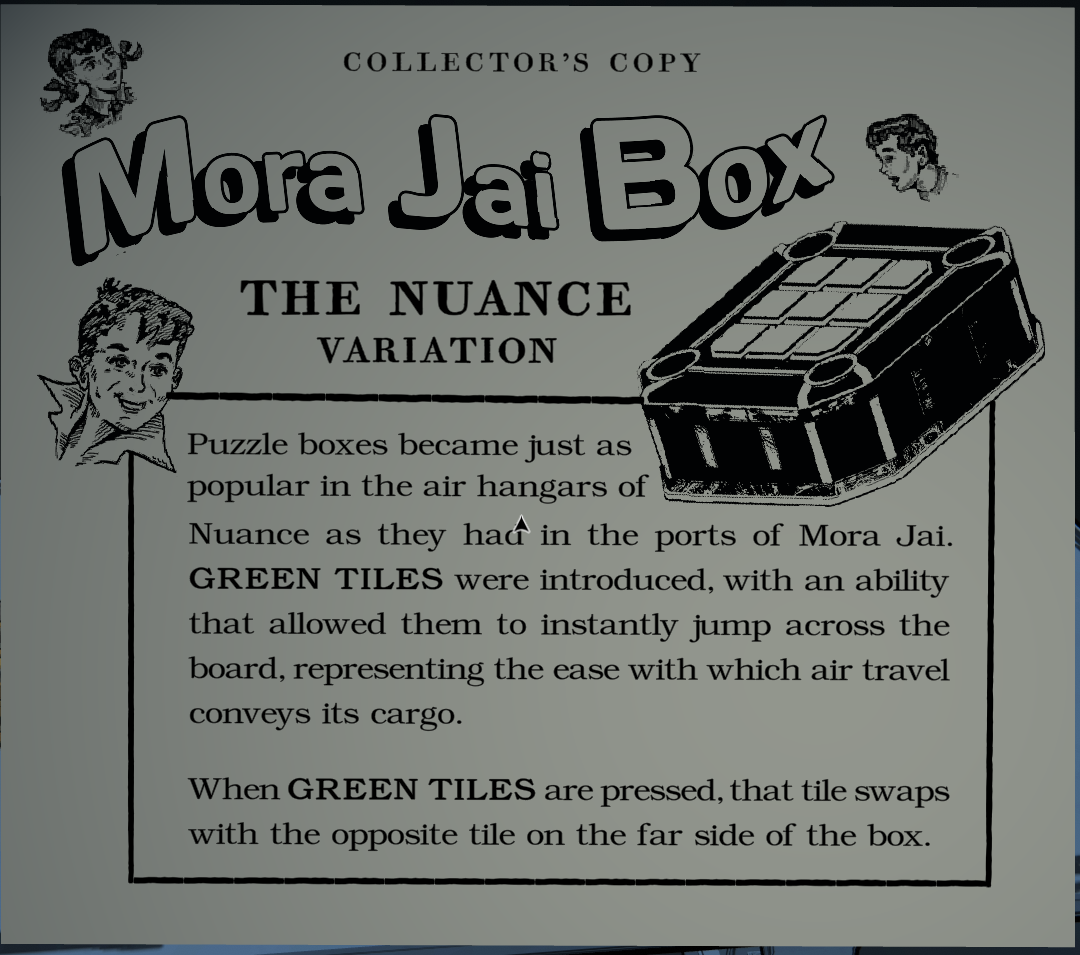 COLLECTOR'S COPY
Mora Jai Box
THE NUANCE
VARIATION
Puzzle boxes became just as
popular in the air hangars of
Nuance as they had in the ports of Mora Jai.
GREEN TILES were introduced, with an ability
that allowed them to instantly jump across the
board, representing the ease with which air travel
conveys its cargo.
When GREEN TILES are pressed, that tile swaps
with the opposite tile on the far side of the box.